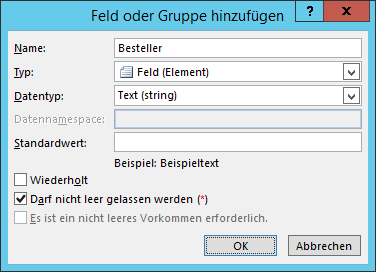 Feld oder Gruppe hinzufügen
?
x
Name: Besteller
Typ: Feld (Element)
Datentyp: Text (string)
Datennamespace:
Standardwert:
Beispiel: Beispieltext
Wiederholt
Darf nicht leer gelassen werden (*)
Es ist ein nicht leeres Vorkommen erforderlich.
OK Abbrechen